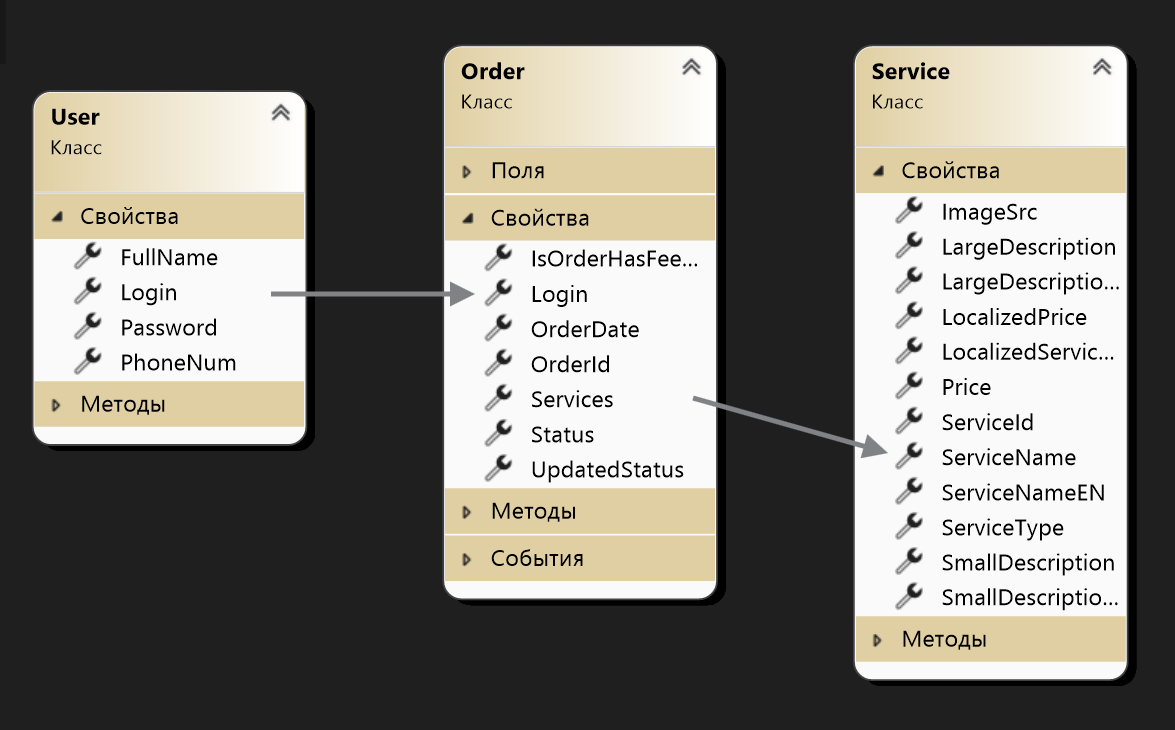 User
Класс
Свойства
FullName
Login
Password
PhoneNum
Методы
Order
Класс
Поля
Свойства
IsOrderHasFee...
Login
OrderDate
OrderId
Services
Status
UpdatedStatus
Методы
События
Service
Класс
Свойства
ImageSrc
LargeDescription
LargeDescriptio...
LocalizedPrice
LocalizedServic...
Price
ServiceId
ServiceName
ServiceNameEN
ServiceType
SmallDescription
SmallDescriptio...
Методы